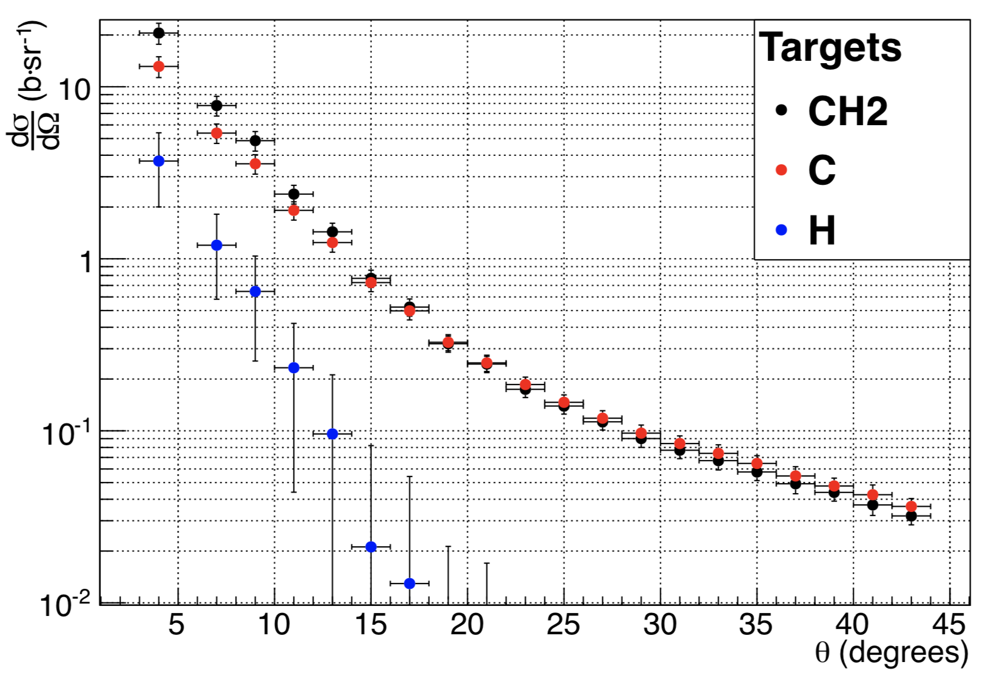 dσ/dΩ (b·sr⁻¹)
Targets
CH2
C
H
10
1
10⁻¹
10⁻²
5 10 15 20 25 30 35 40 45
θ (degrees)